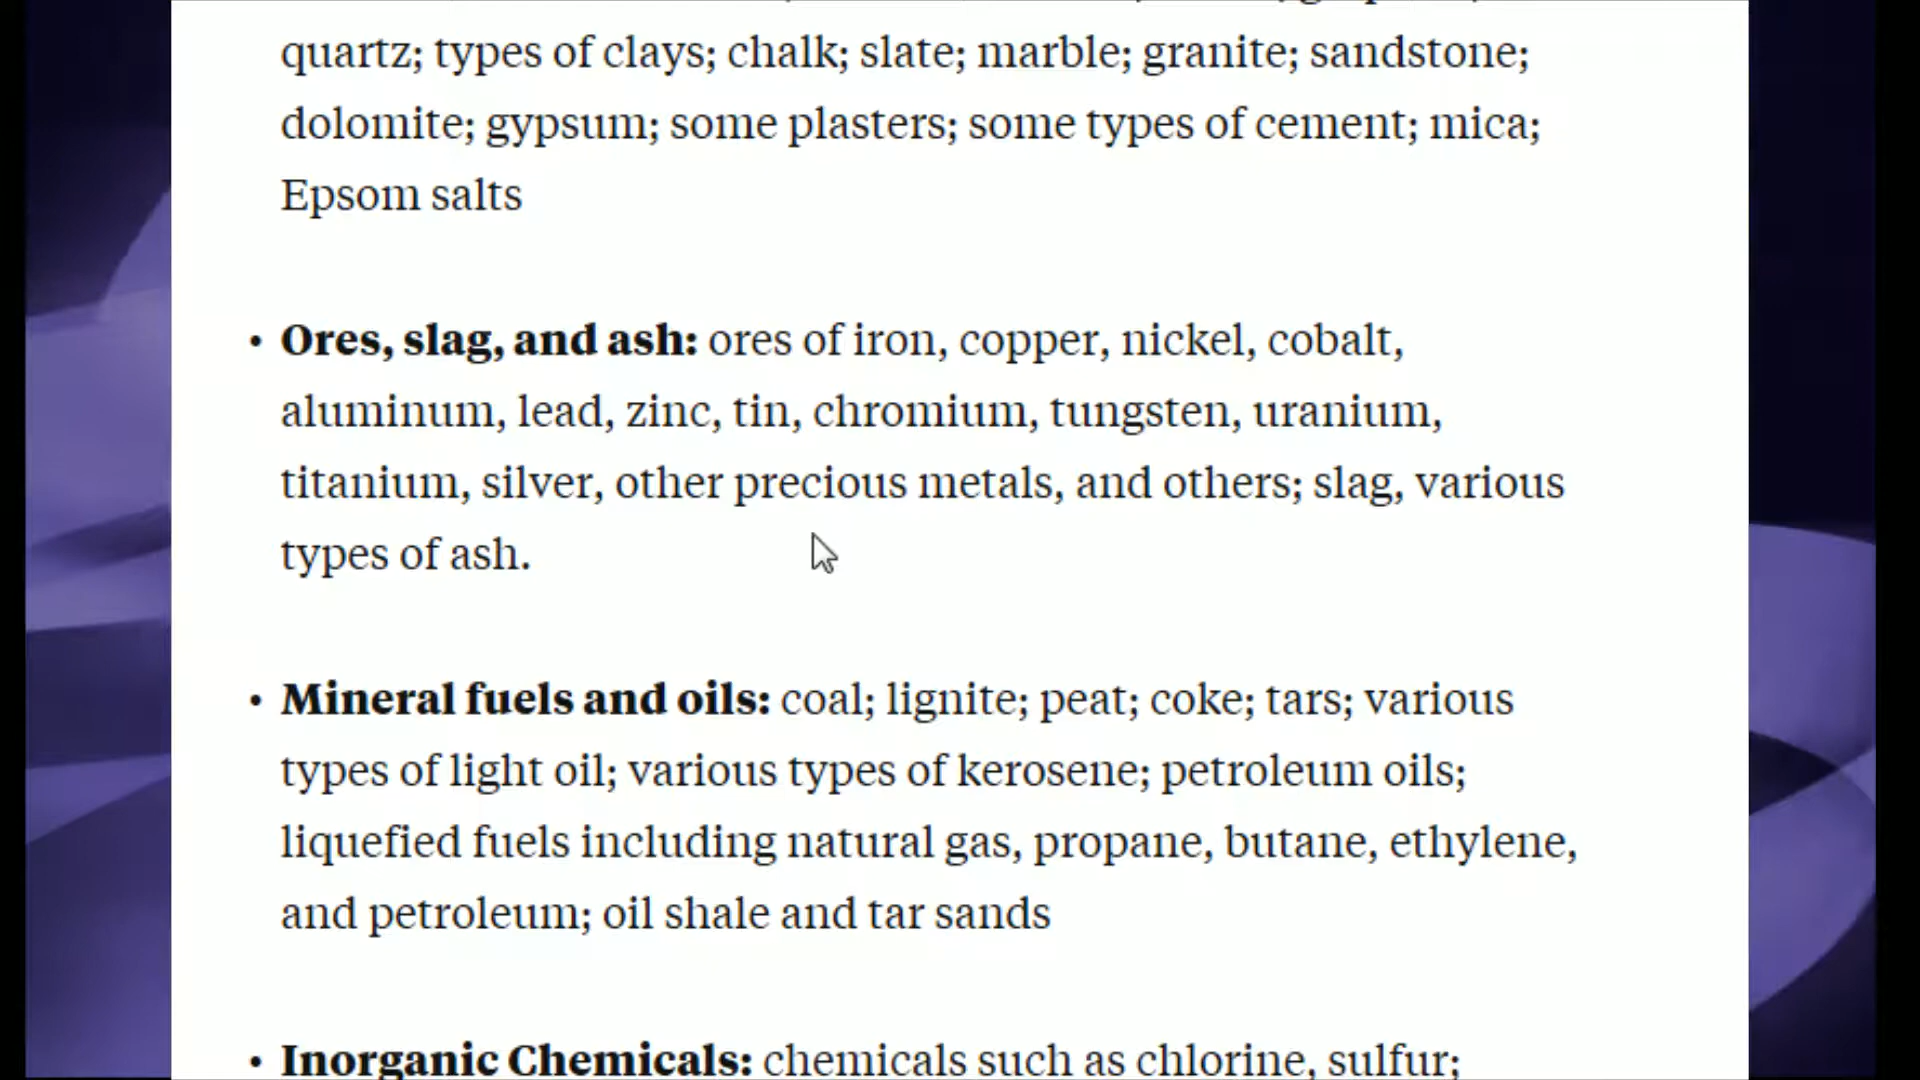 quartz; types of clays; chalk; slate; marble; granite; sandstone;
dolomite; gypsum; some plasters; some types of cement; mica;
Epsom salts
• Ores, slag, and ash: ores of iron, copper, nickel, cobalt,
aluminum, lead, zinc, tin, chromium, tungsten, uranium,
titanium, silver, other precious metals, and others; slag, various
types of ash.
• Mineral fuels and oils: coal; lignite; peat; coke; tars; various
types of light oil; various types of kerosene; petroleum oils;
liquefied fuels including natural gas, propane, butane, ethylene,
and petroleum; oil shale and tar sands
• Inorganic Chemicals: chemicals such as chlorine, sulfur;